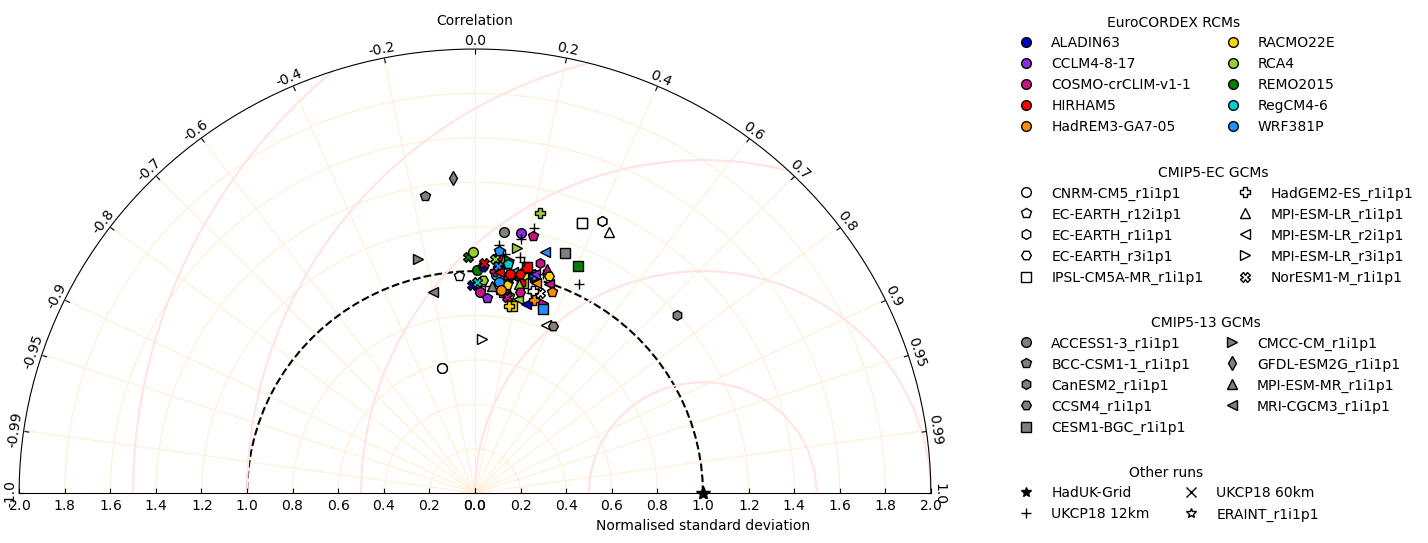 Correlation
0.0
-0.2 0.2
-0.4 0.4
-0.6 0.6
-0.7 0.7
-0.8 0.8
-0.9 0.9
-0.95 0.95
-0.99 0.99
-1.0 1.0
2.0 1.8 1.6 1.4 1.2 1.0 0.8 0.6 0.4 0.2 0.0 0.2 0.4 0.6 0.8 1.0 1.2 1.4 1.6 1.8 2.0
Normalised standard deviation
EuroCORDEX RCMs
ALADIN63 RACMO22E
CCLM4-8-17 RCA4
COSMO-crCLIM-v1-1 REMO2015
HIRHAM5 RegCM4-6
HadREM3-GA7-05 WRF381P
CMIP5-EC GCMs
CNRM-CM5_r1i1p1 HadGEM2-ES_r1i1p1
EC-EARTH_r12i1p1 MPI-ESM-LR_r1i1p1
EC-EARTH_r1i1p1 MPI-ESM-LR_r2i1p1
EC-EARTH_r3i1p1 MPI-ESM-LR_r3i1p1
IPSL-CM5A-MR_r1i1p1 NorESM1-M_r1i1p1
CMIP5-13 GCMs
ACCESS1-3_r1i1p1 CMCC-CM_r1i1p1
BCC-CSM1-1_r1i1p1 GFDL-ESM2G_r1i1p1
CanESM2_r1i1p1 MPI-ESM-MR_r1i1p1
CCSM4_r1i1p1 MRI-CGCM3_r1i1p1
CESM1-BGC_r1i1p1
Other runs
HadUK-Grid UKCP18 60km
UKCP18 12km ERAINT_r1i1p1